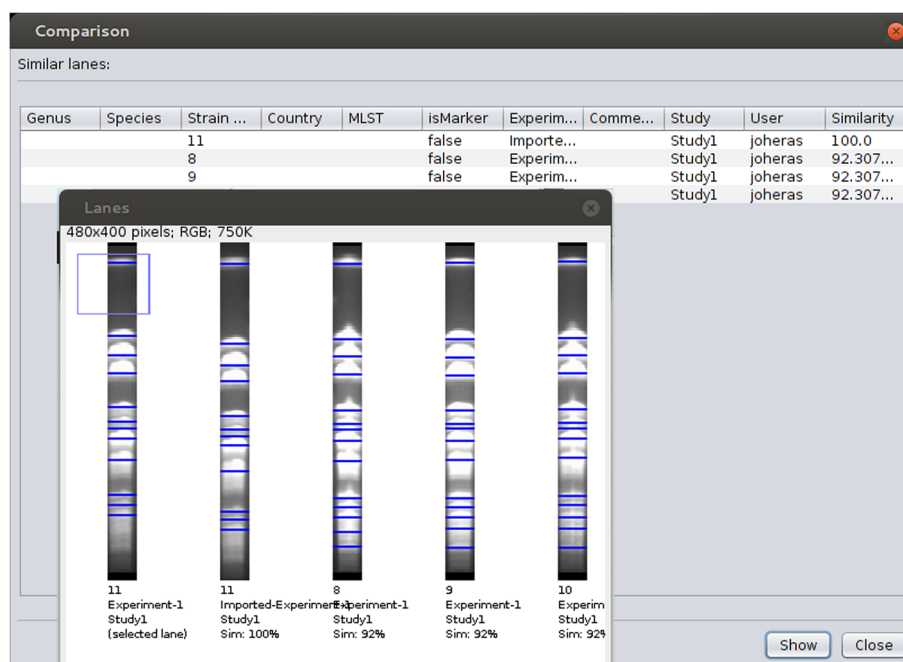 Comparison
Similar lanes:
Genus Species Strain ... Country MLST isMarker Experim... Comme... Study User Similarity
11 false Importe... Study1 joheras 100.0
8 false Experim... Study1 joheras 92.307...
9 false Experim... Study1 joheras 92.307...
Study1 joheras 92.307...
Lanes
480x400 pixels; RGB; 750K
11 11 8 9 10
Experiment-1 Imported-Experiment-1 Experiment-1 Experiment-1 Experim
Study1 Study1 Study1 Study1 Study1
(selected lane) Sim: 100% Sim: 92% Sim: 92% Sim: 92%
Show Close